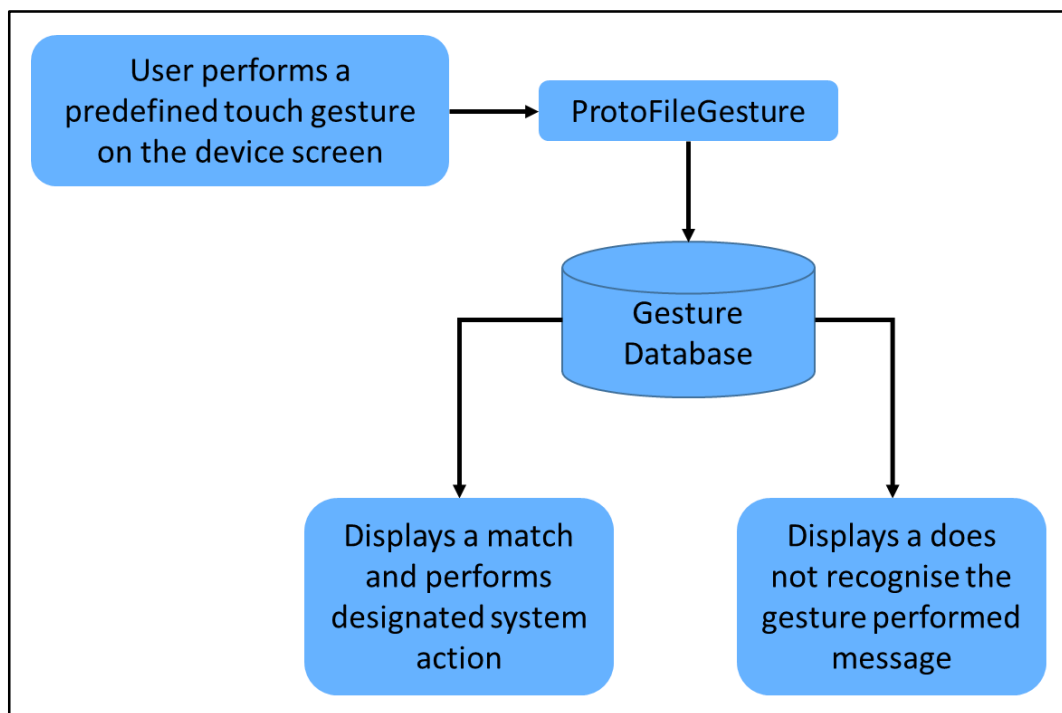 User performs a
predefined touch gesture
on the device screen
ProtoFileGesture
Gesture
Database
Displays a match
and performs
designated system
action
Displays a does
not recognise the
gesture performed
message